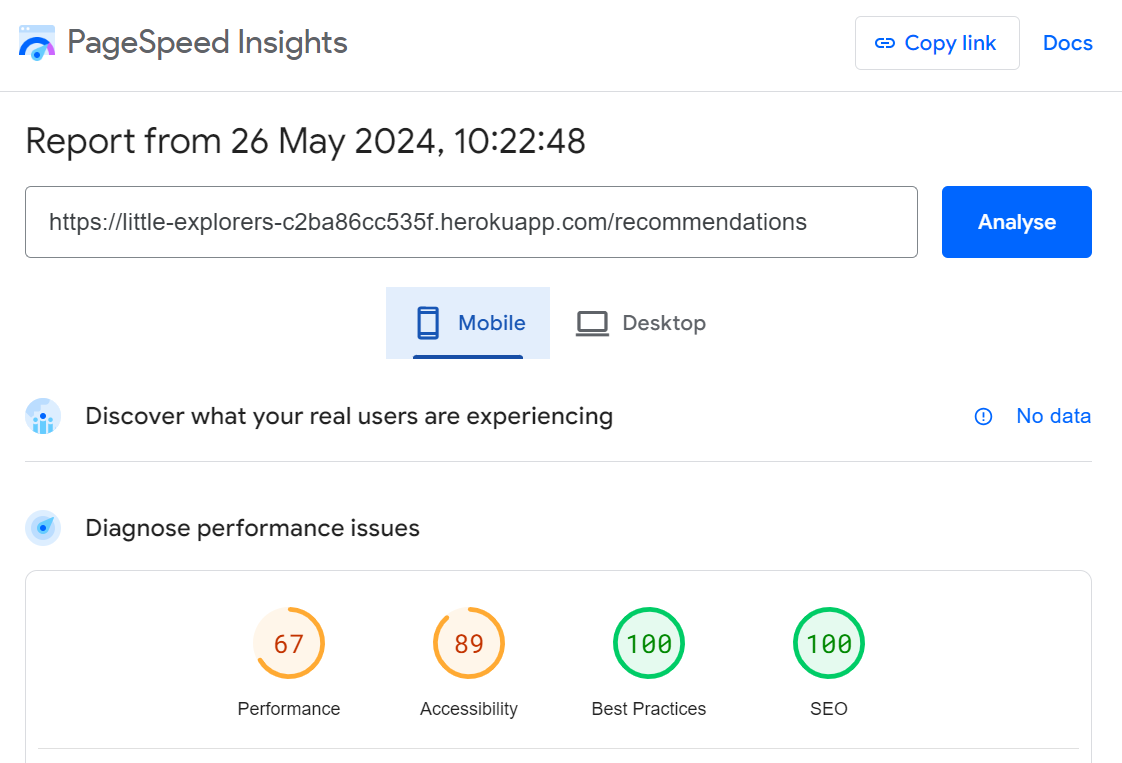 PageSpeed Insights
Copy link
Docs
Report from 26 May 2024, 10:22:48
https://little-explorers-c2ba86cc535f.herokuapp.com/recommendations
Analyse
Mobile
Desktop
Discover what your real users are experiencing
No data
Diagnose performance issues
67
89
100
100
Performance
Accessibility
Best Practices
SEO